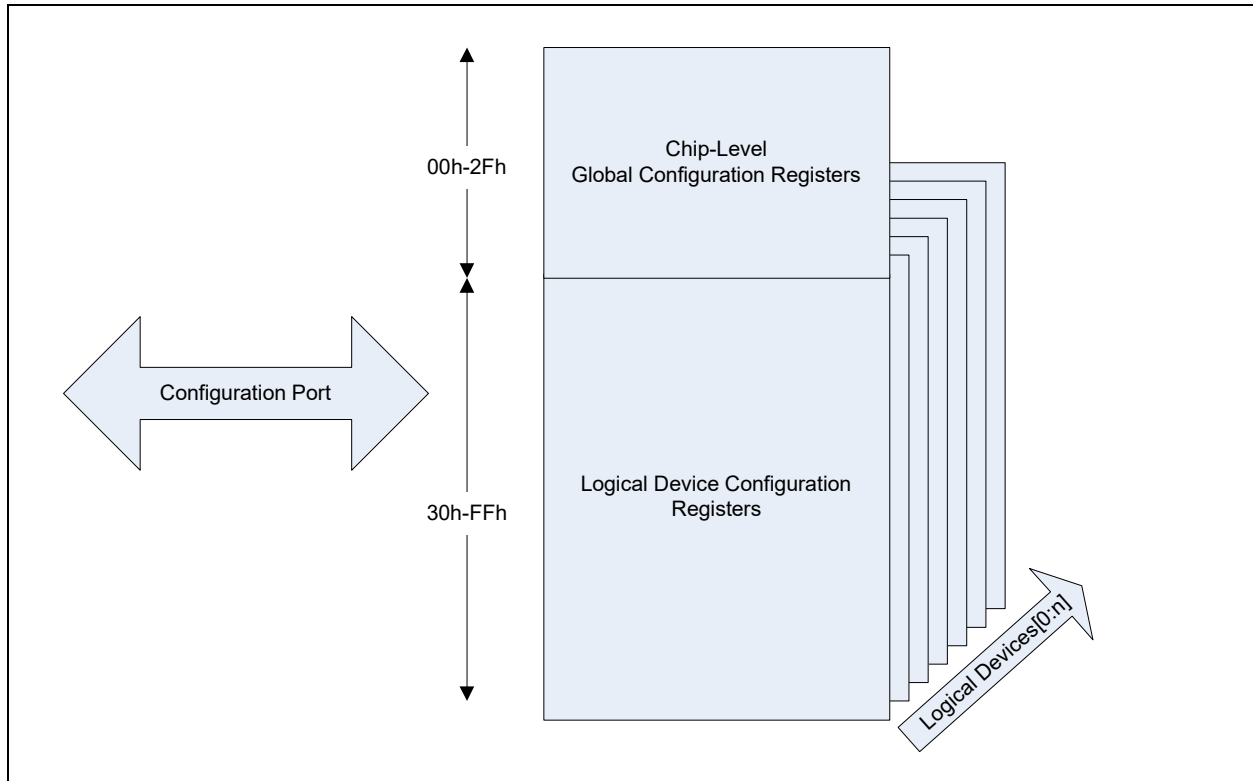 Chip-Level
Global Configuration Registers
00h-2Fh
Configuration Port
Logical Device Configuration
Registers
30h-FFh
Logical Devices[0:n]